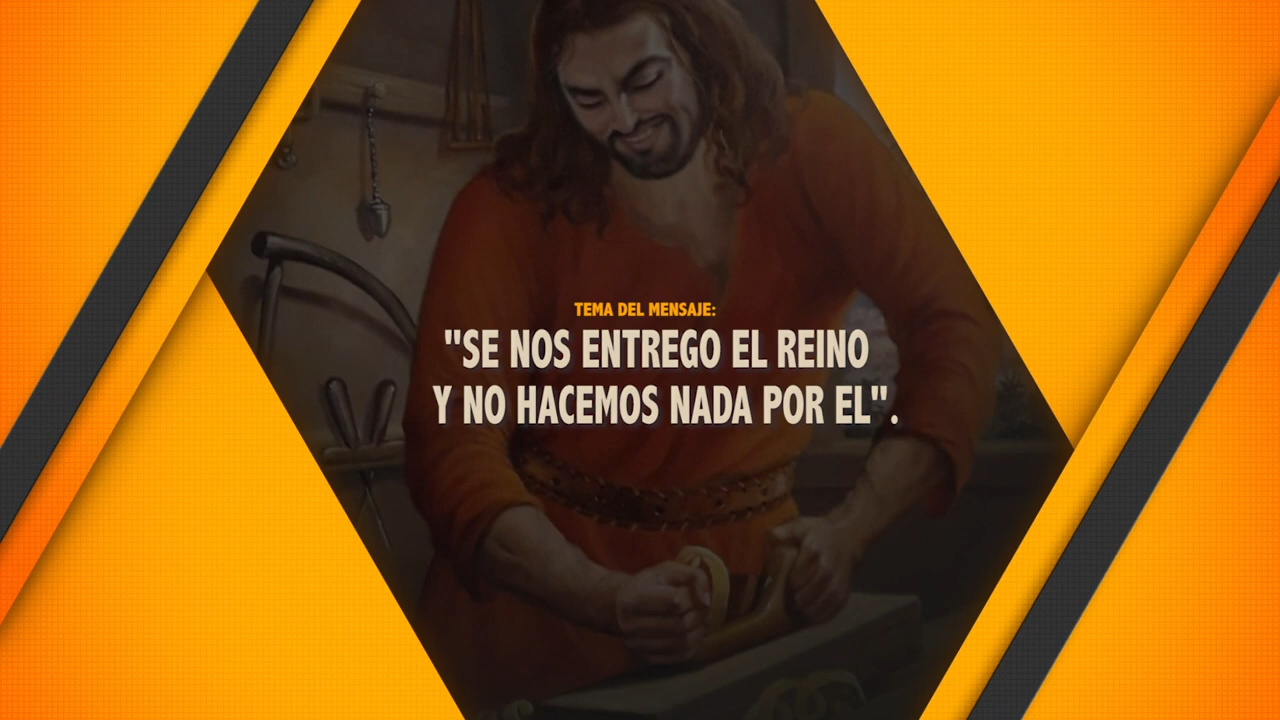 TEMA DEL MENSAJE:
"SE NOS ENTREGO EL REINO
Y NO HACEMOS NADA POR EL".